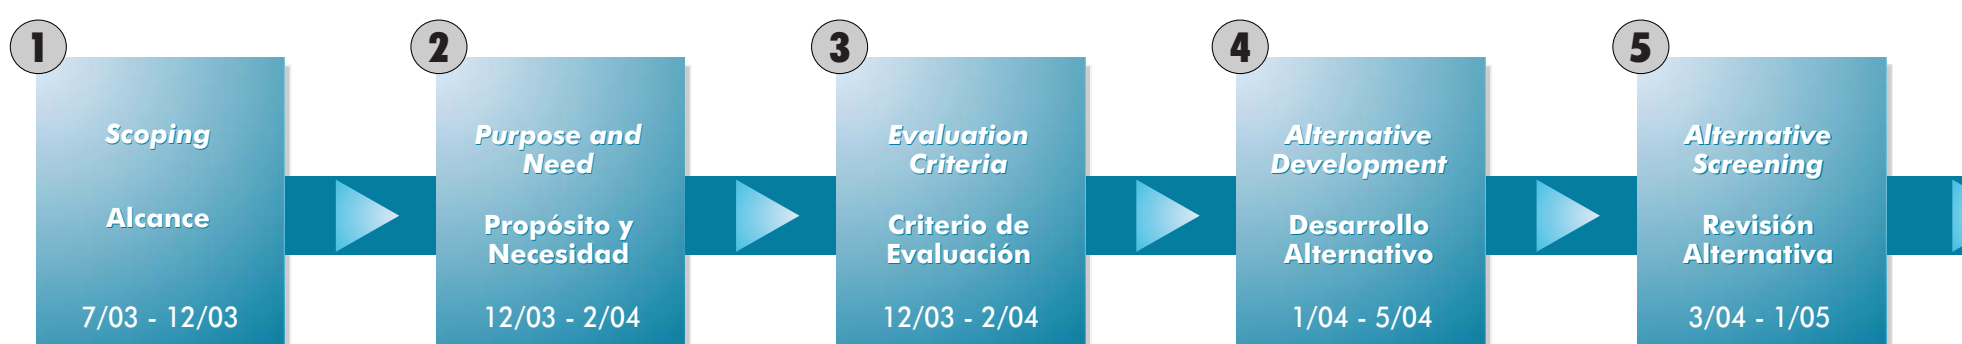 1
Scoping
Alcance
7/03 - 12/03
2
Purpose and
Need
Propósito y
Necesidad
12/03 - 2/04
3
Evaluation
Criteria
Criterio de
Evaluación
12/03 - 2/04
4
Alternative
Development
Desarrollo
Alternativo
1/04 - 5/04
5
Alternative
Screening
Revisión
Alternativa
3/04 - 1/05